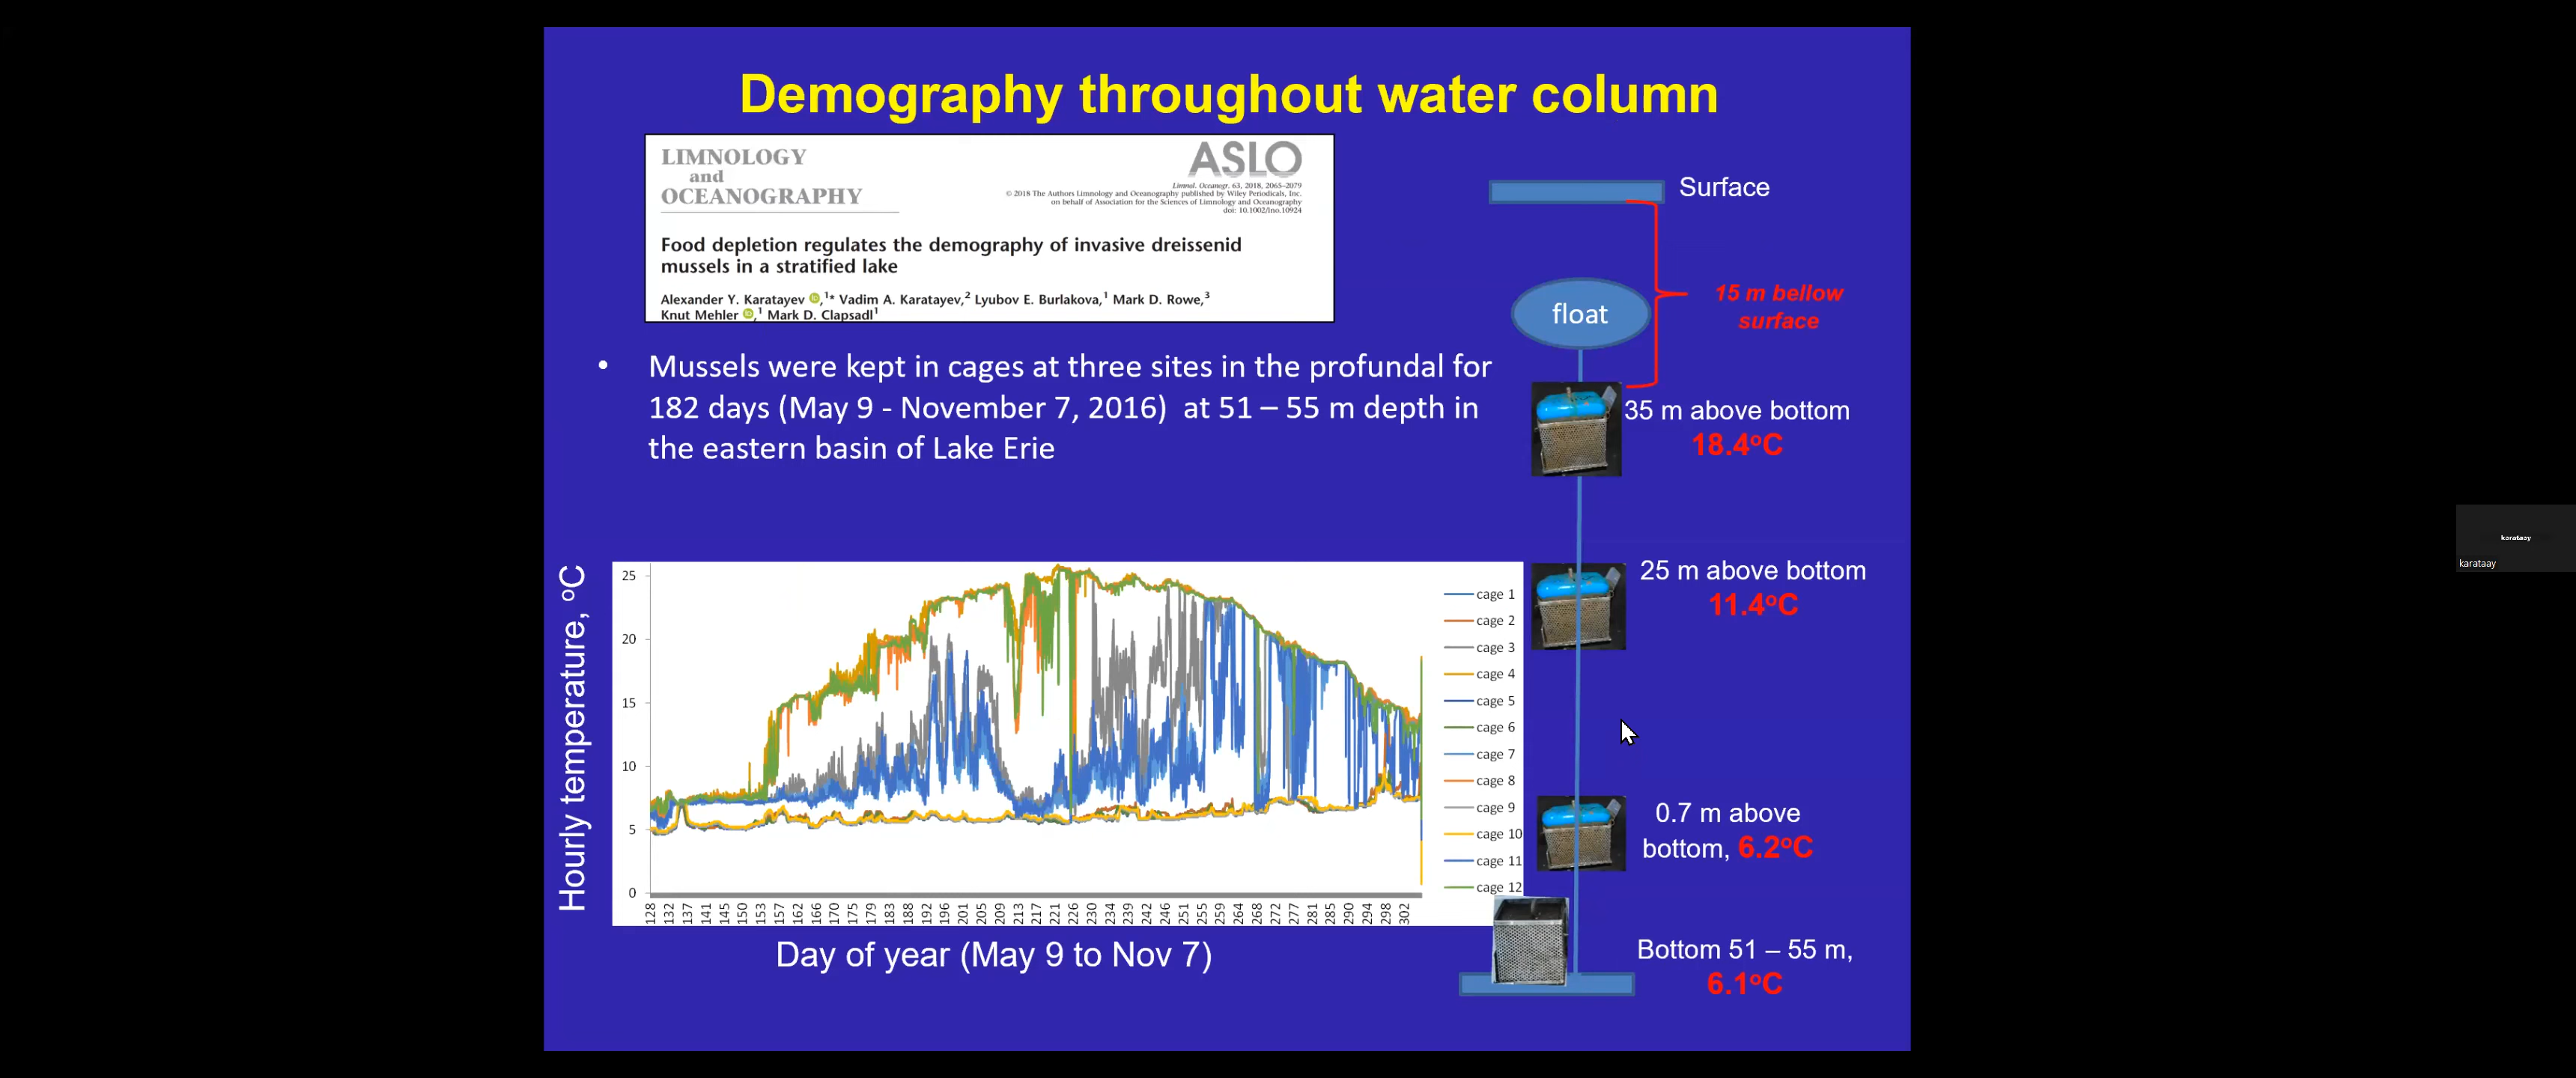 Demography throughout water column
LIMNOLOGY
and
OCEANOGRAPHY
ASLO
Limnol. Oceanogr. 63, 2018, 2065–2079
© 2018 The Authors Limnology and Oceanography published by Wiley Periodicals, Inc.
on behalf of Association for the Sciences of Limnology and Oceanography
doi: 10.1002/lno.10924
Food depletion regulates the demography of invasive dreissenid
mussels in a stratified lake
Alexander Y. Karatayev iD,1* Vadim A. Karatayev,2 Lyubov E. Burlakova,1 Mark D. Rowe,3
Knut Mehler iD,1 Mark D. Clapsadl1
• Mussels were kept in cages at three sites in the profundal for
182 days (May 9 - November 7, 2016) at 51 – 55 m depth in
the eastern basin of Lake Erie
Surface
15 m bellow
surface
float
35 m above bottom
18.4oC
25 m above bottom
11.4oC
0.7 m above
bottom, 6.2oC
Bottom 51 – 55 m,
6.1oC
Hourly temperature, oC
25
20
15
10
5
0
128 132 137 141 145 150 153 157 162 166 170 175 179 183 188 192 196 201 205 209 213 217 221 226 230 234 239 242 246 251 255 259 264 268 272 277 281 285 290 294 298 302
cage 1
cage 2
cage 3
cage 4
cage 5
cage 6
cage 7
cage 8
cage 9
cage 10
cage 11
cage 12
Day of year (May 9 to Nov 7)
karataay
karataay